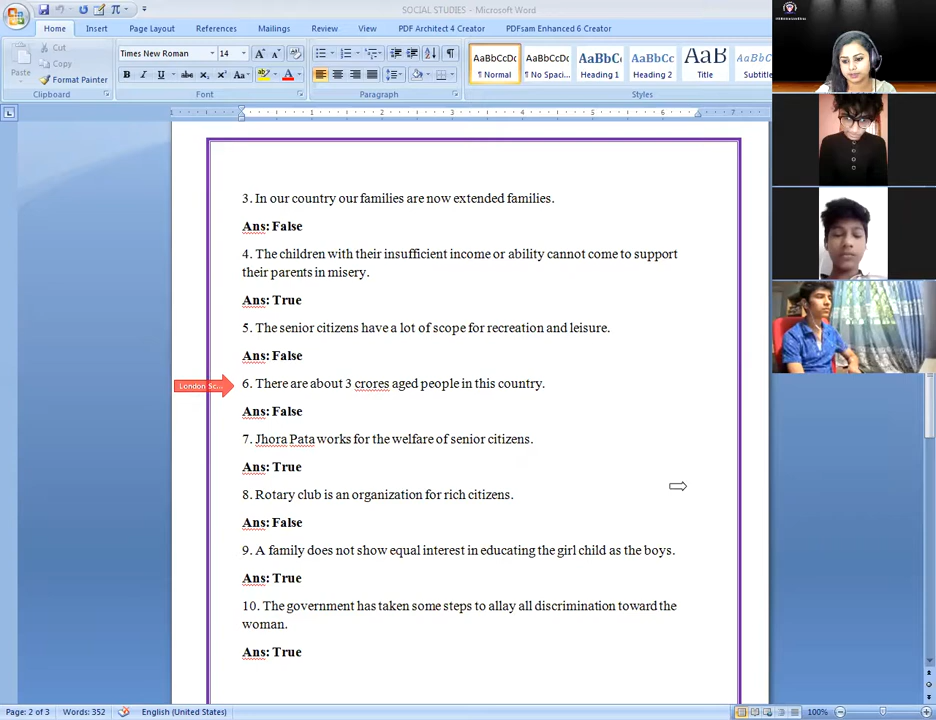 SOCIAL STUDIES - Microsoft Word
Home Insert Page Layout References Mailings Review View PDF Architect 4 Creator PDFsam Enhanced 6 Creator
Paste
Cut
Copy
Format Painter
Clipboard
Times New Roman 14
Font
Paragraph
AaBbCcDc AaBbCcDc AaBbC AaBbCc AaB AaBbCc
¶ Normal ¶ No Spaci... Heading 1 Heading 2 Title Subtitle
Styles
3. In our country our families are now extended families.
Ans: False
4. The children with their insufficient income or ability cannot come to support
their parents in misery.
Ans: True
5. The senior citizens have a lot of scope for recreation and leisure.
Ans: False
London Sc...
6. There are about 3 crores aged people in this country.
Ans: False
7. Jhora Pata works for the welfare of senior citizens.
Ans: True
8. Rotary club is an organization for rich citizens.
Ans: False
9. A family does not show equal interest in educating the girl child as the boys.
Ans: True
10. The government has taken some steps to allay all discrimination toward the
woman.
Ans: True
Page: 2 of 3 Words: 352 English (United States) 100%